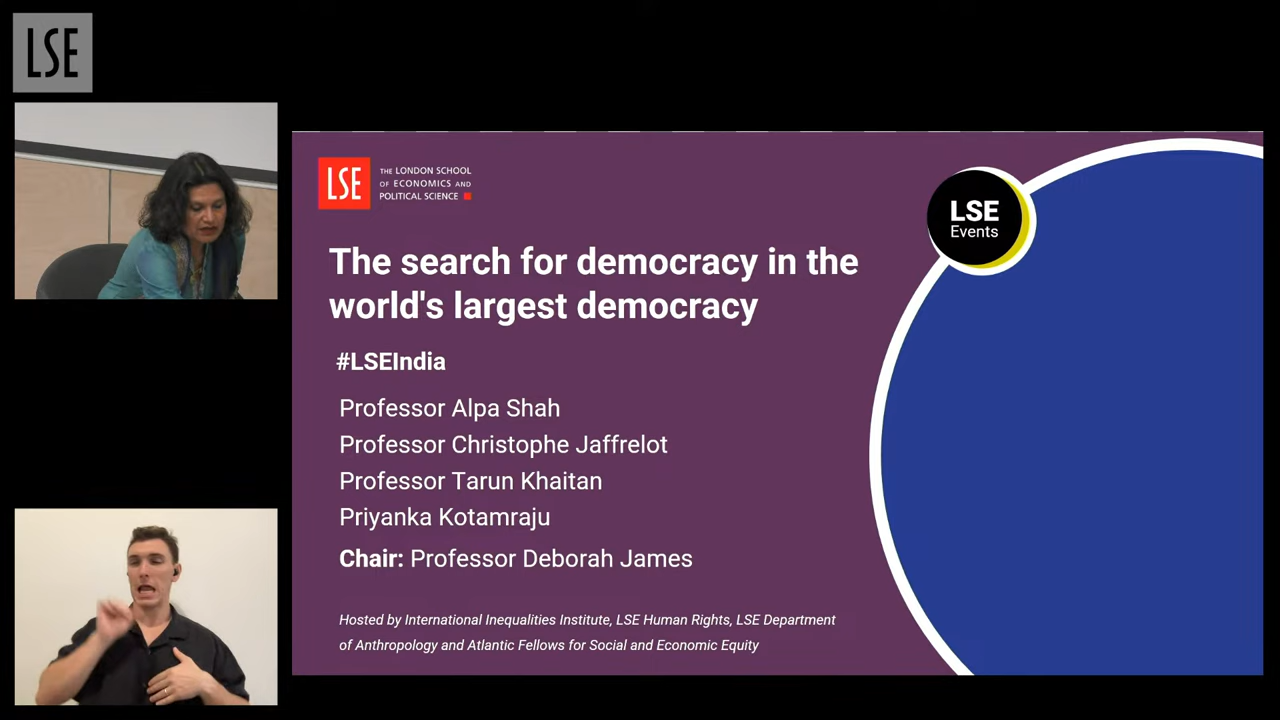 LSE
LSE
THE LONDON SCHOOL
OF ECONOMICS AND
POLITICAL SCIENCE
LSE
Events
The search for democracy in the
world's largest democracy
#LSEIndia
Professor Alpa Shah
Professor Christophe Jaffrelot
Professor Tarun Khaitan
Priyanka Kotamraju
Chair: Professor Deborah James
Hosted by International Inequalities Institute, LSE Human Rights, LSE Department
of Anthropology and Atlantic Fellows for Social and Economic Equity